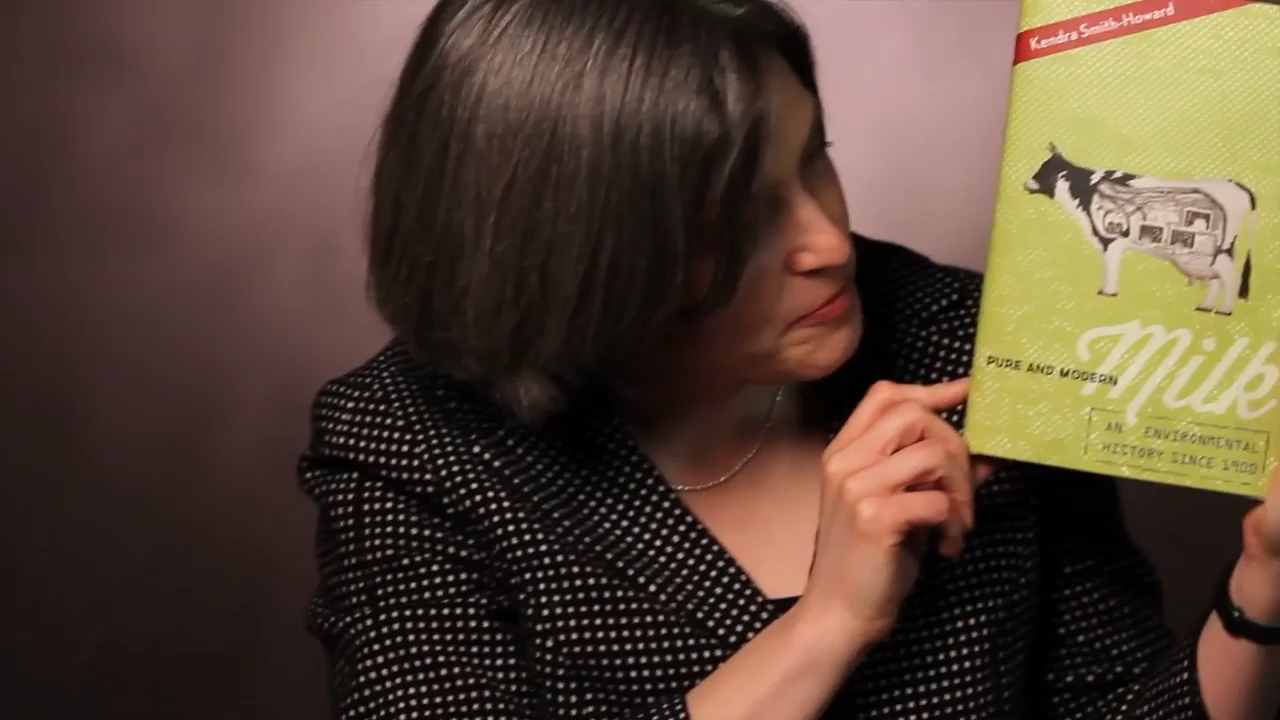 Kendra Smith-Howard
PURE AND MODERN Milk
AN ENVIRONMENTAL
HISTORY SINCE 1900